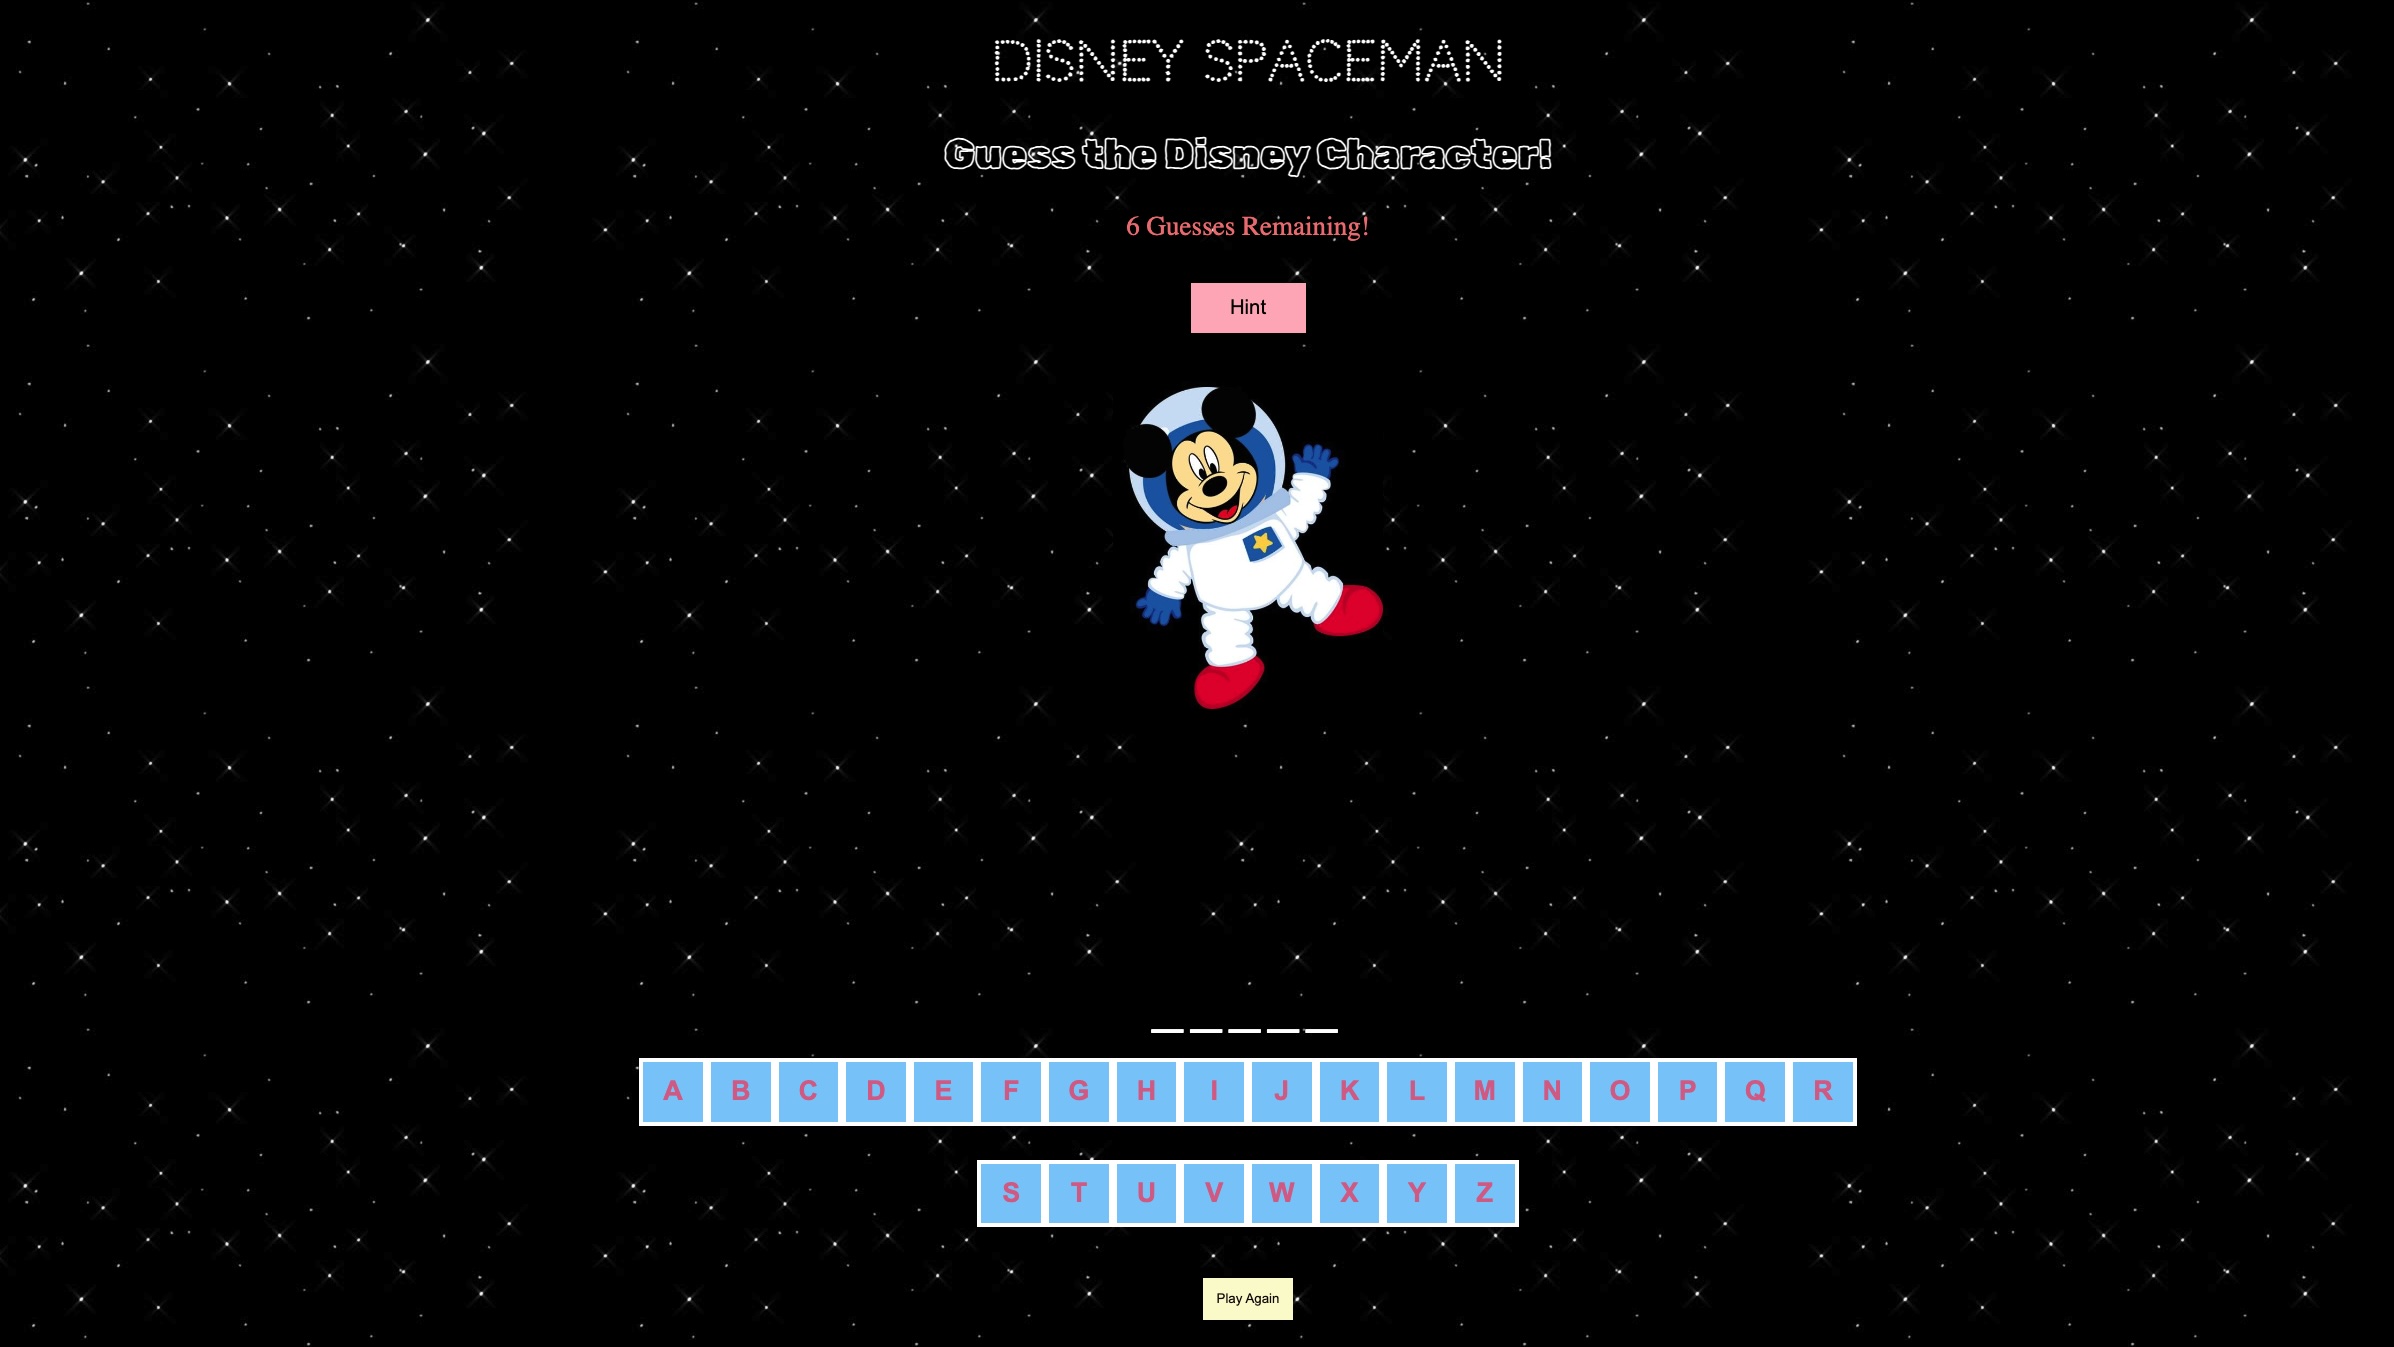 DISNEY SPACEMAN
Guess the Disney Character!
6 Guesses Remaining!
Hint
_ _ _ _ _
A B C D E F G H I J K L M N O P Q R
S T U V W X Y Z
Play Again